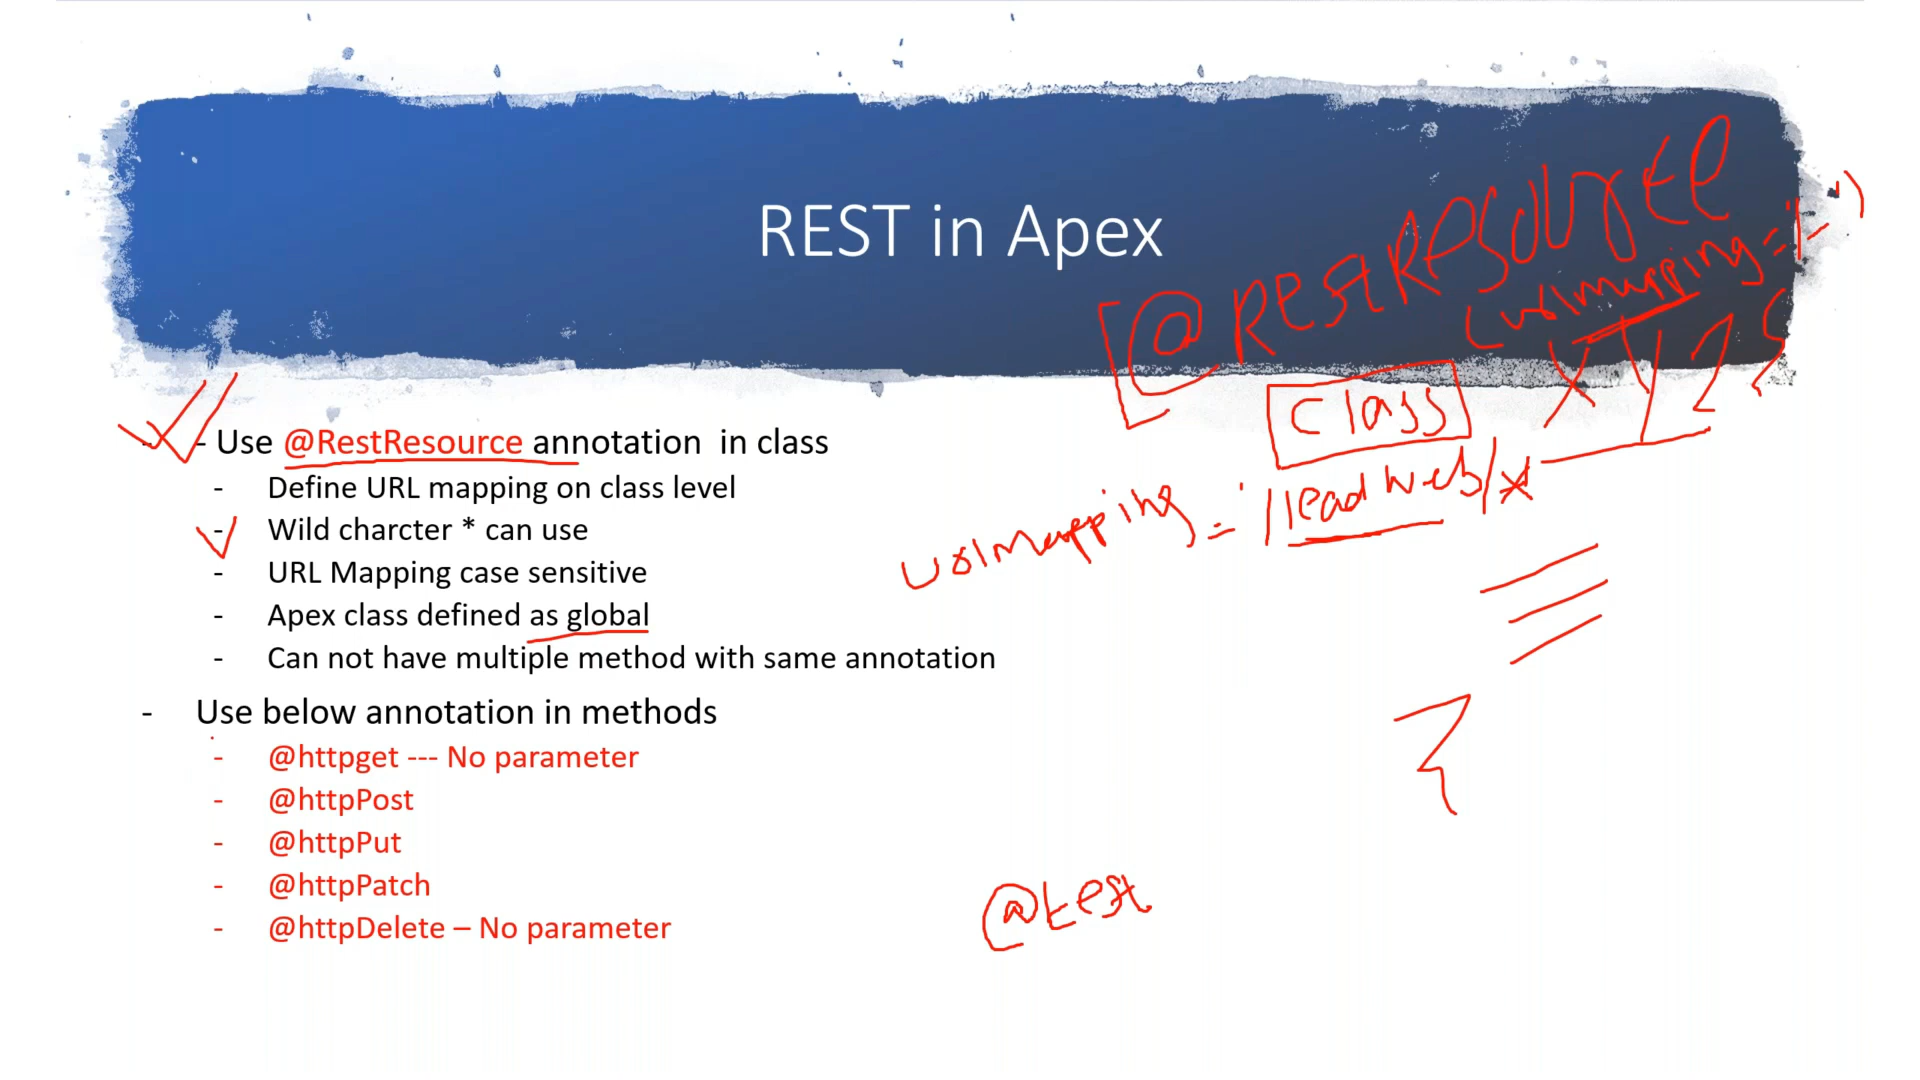 REST in Apex
@RestResource
(urlmapping='/-')
class XYZ {
- - Use @RestResource annotation in class
- Define URL mapping on class level
- Wild charcter * can use
- URL Mapping case sensitive
- Apex class defined as global
- Can not have multiple method with same annotation
urlmapping='/leadweb/*
}
- Use below annotation in methods
- @httpget --- No parameter
- @httpPost
- @httpPut
- @httpPatch
- @httpDelete – No parameter
@test